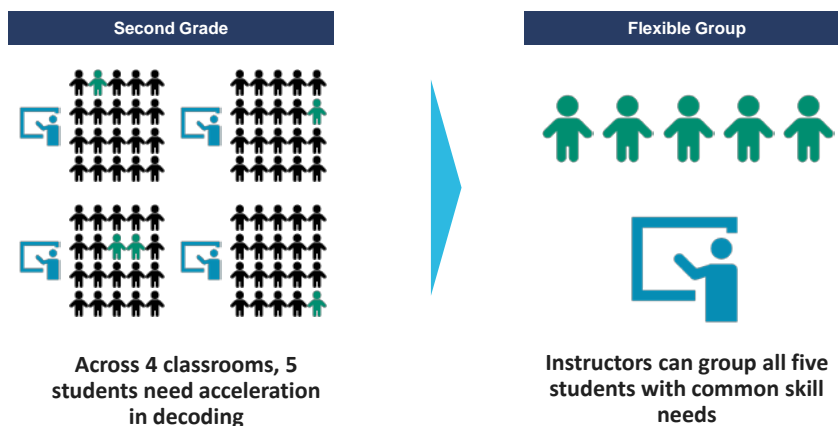 Second Grade
Across 4 classrooms, 5
students need acceleration
in decoding
Flexible Group
Instructors can group all five
students with common skill
needs